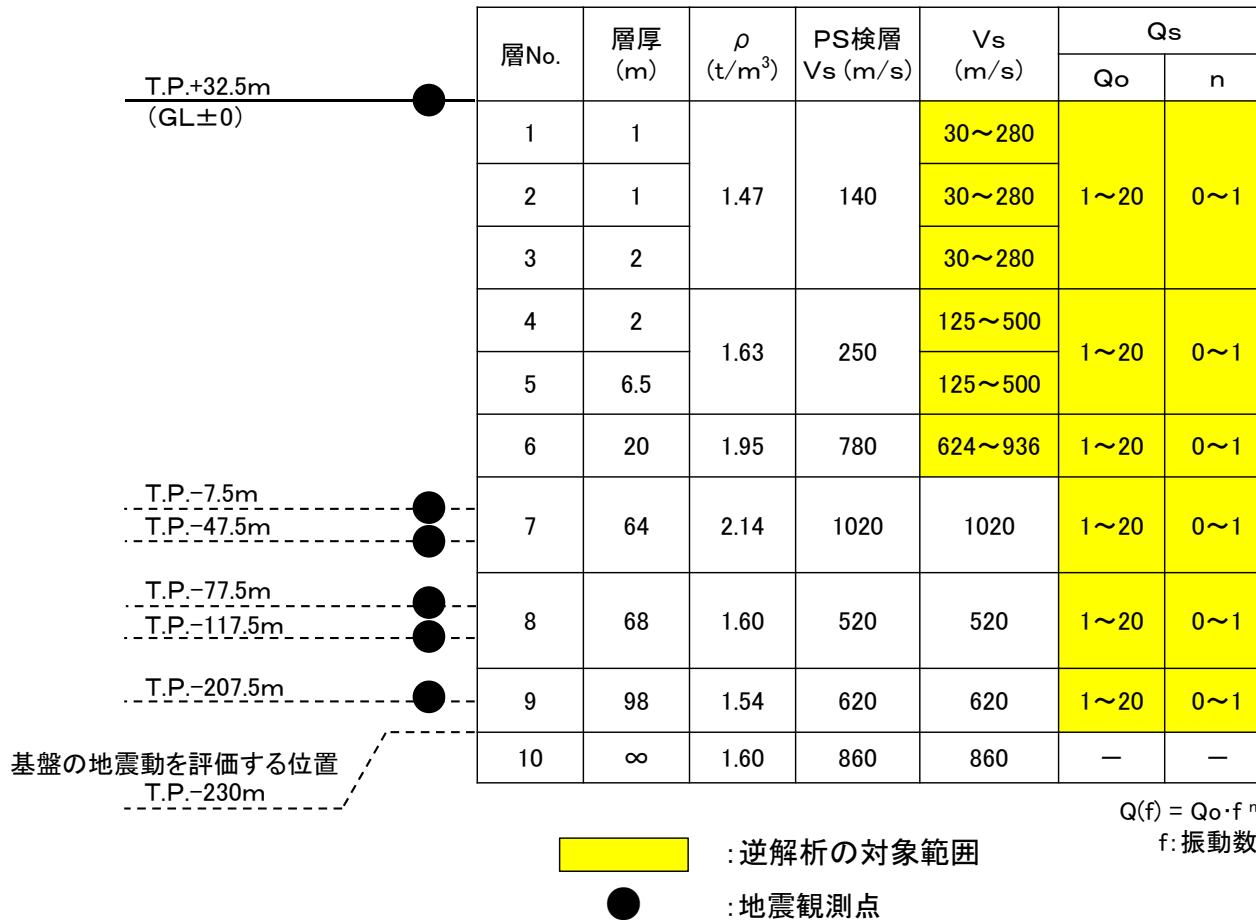 層No. 層厚 (m) ρ (t/m³) PS検層 Vs (m/s) Vs (m/s) Qs
Qo n
T.P.+32.5m
(GL±0)
1 1 1.47 140 30~280 1~20 0~1
2 1 30~280
3 2 30~280
4 2 1.63 250 125~500 1~20 0~1
5 6.5 125~500
6 20 1.95 780 624~936 1~20 0~1
T.P.-7.5m
T.P.-47.5m
7 64 2.14 1020 1020 1~20 0~1
T.P.-77.5m
T.P.-117.5m
8 68 1.60 520 520 1~20 0~1
T.P.-207.5m
9 98 1.54 620 620 1~20 0~1
10 ∞ 1.60 860 860 - -
基盤の地震動を評価する位置
T.P.-230m
Q(f) = Qo・f ⁿ
f:振動数
:逆解析の対象範囲
:地震観測点